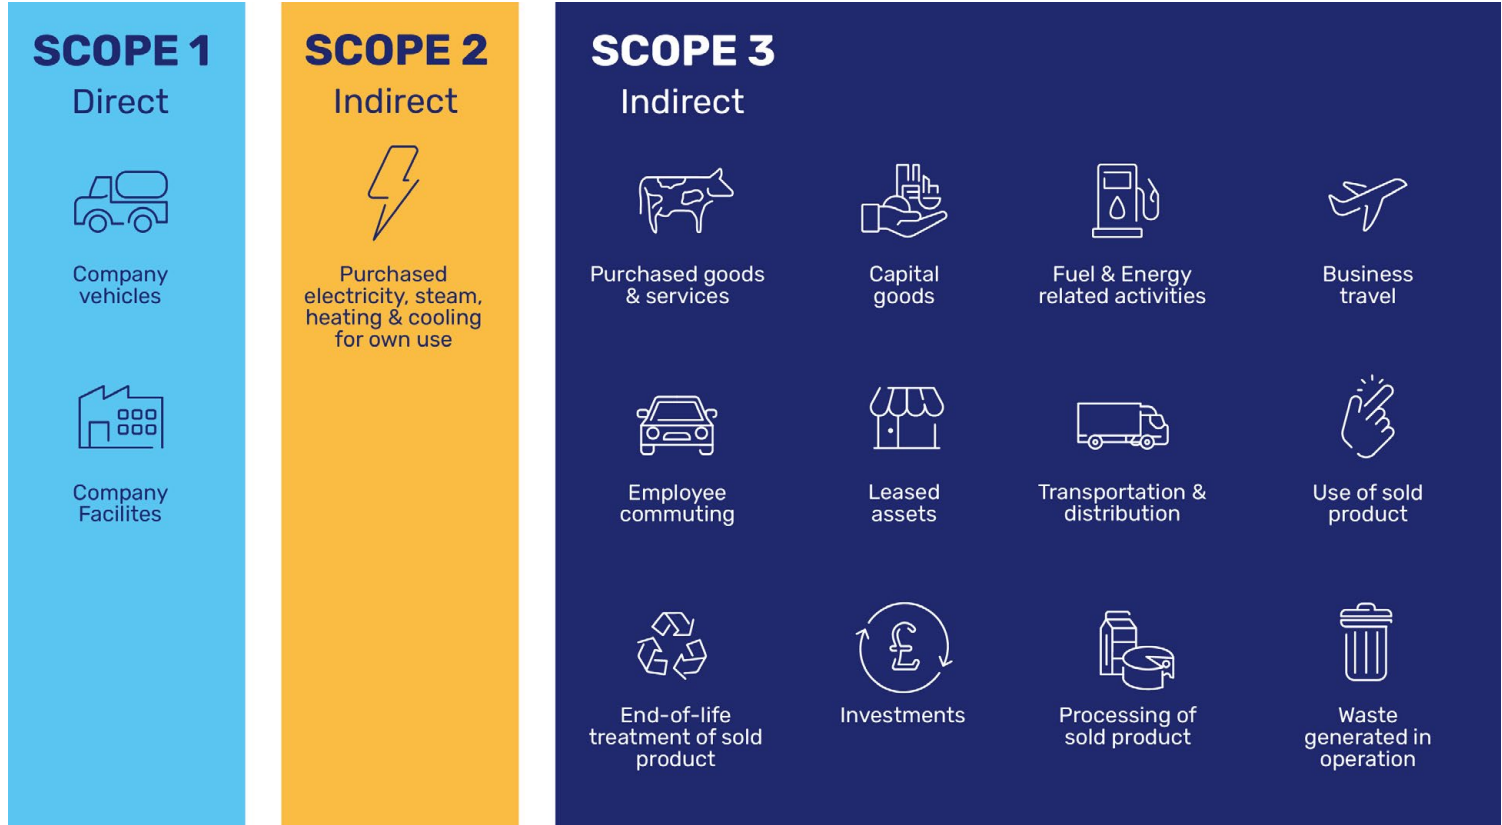 SCOPE 1
Direct
Company
vehicles
Company
Facilites
SCOPE 2
Indirect
Purchased
electricity, steam,
heating & cooling
for own use
SCOPE 3
Indirect
Purchased goods
& services
Capital
goods
Fuel & Energy
related activities
Business
travel
Employee
commuting
Leased
assets
Transportation &
distribution
Use of sold
product
End-of-life
treatment of sold
product
£
Investments
Processing of
sold product
Waste
generated in
operation